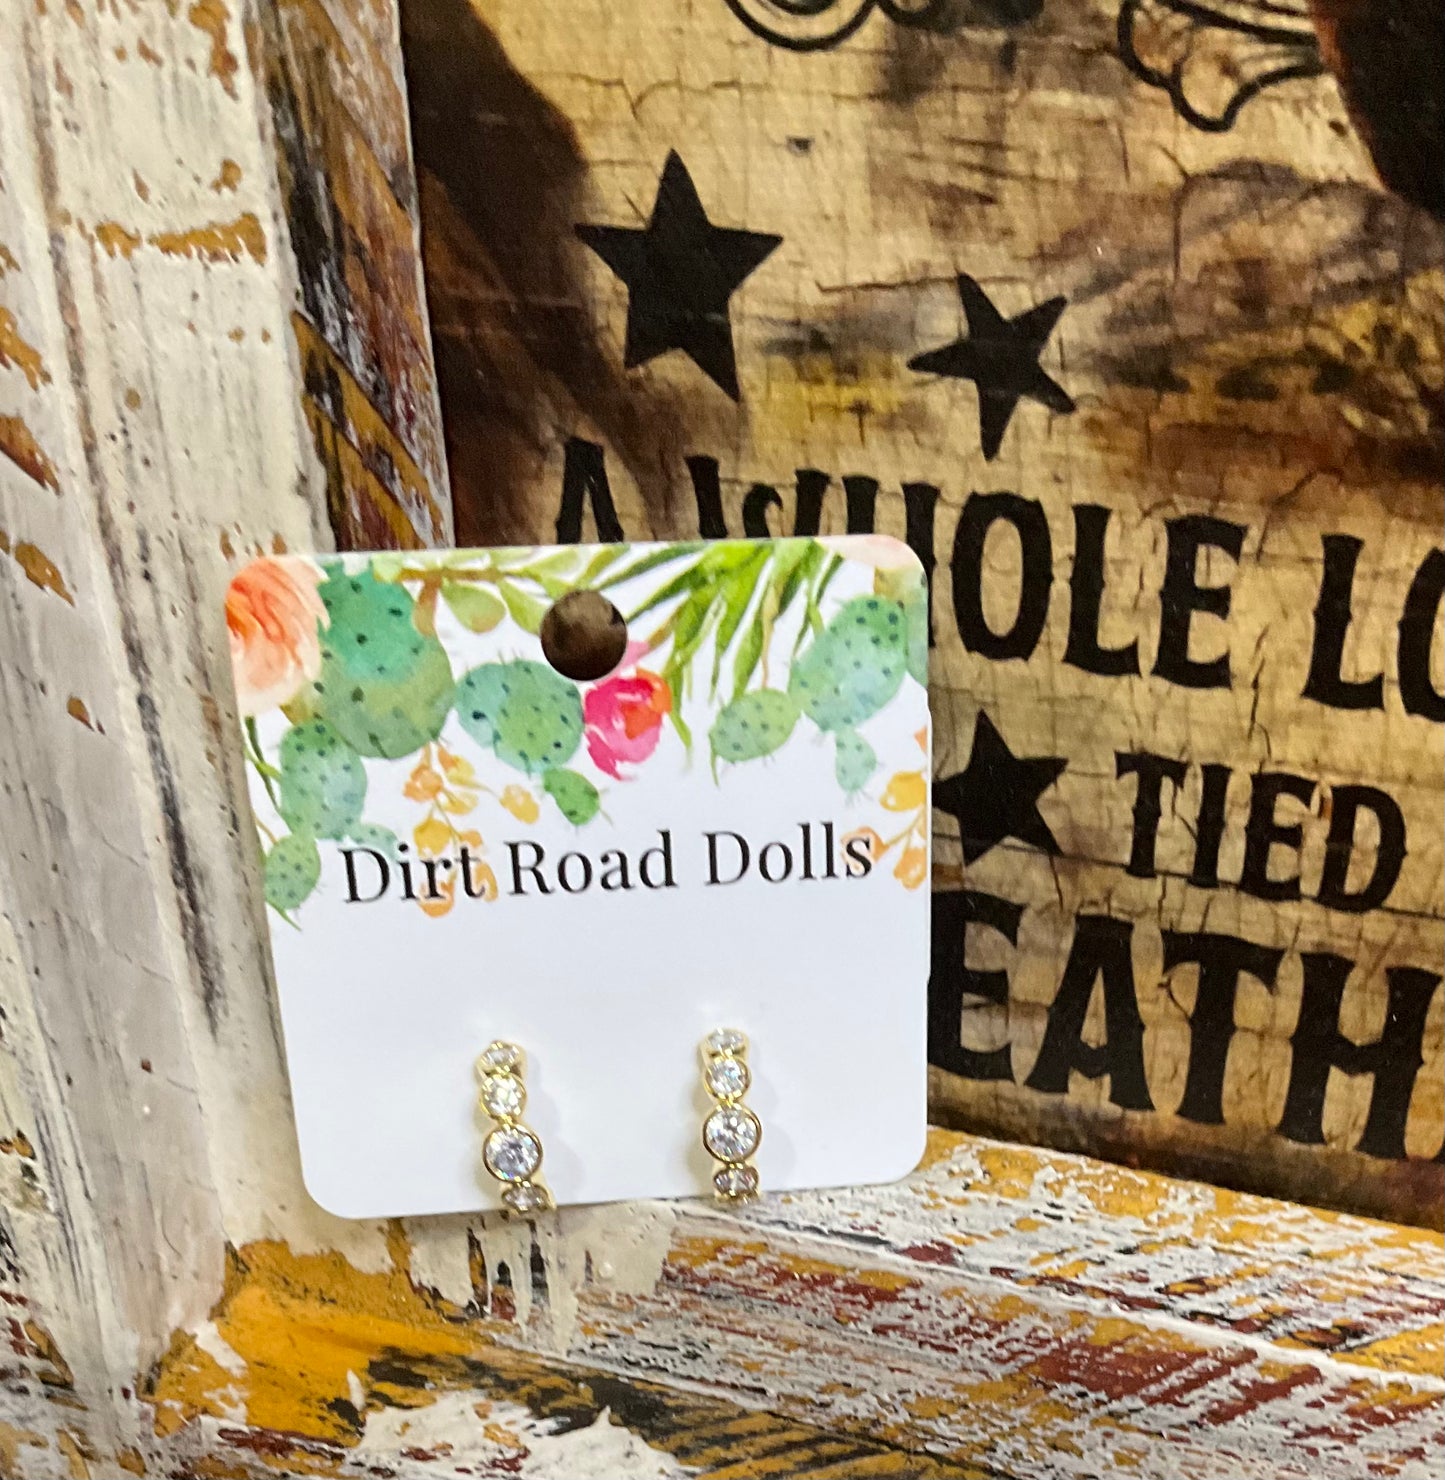 A WHOLE
TIED
Dirt Road Dolls